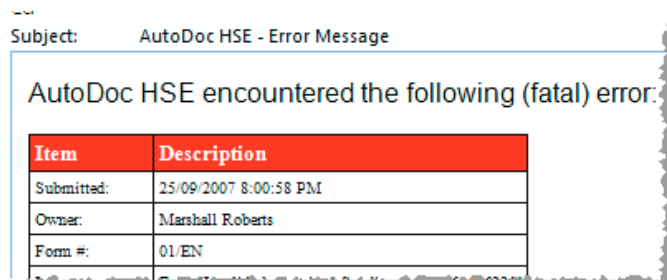 Subject: AutoDoc HSE - Error Message
AutoDoc HSE encountered the following (fatal) error:
Item Description
Submitted: 25/09/2007 8:00:58 PM
Owner: Marshall Roberts
Form #: 01/EN